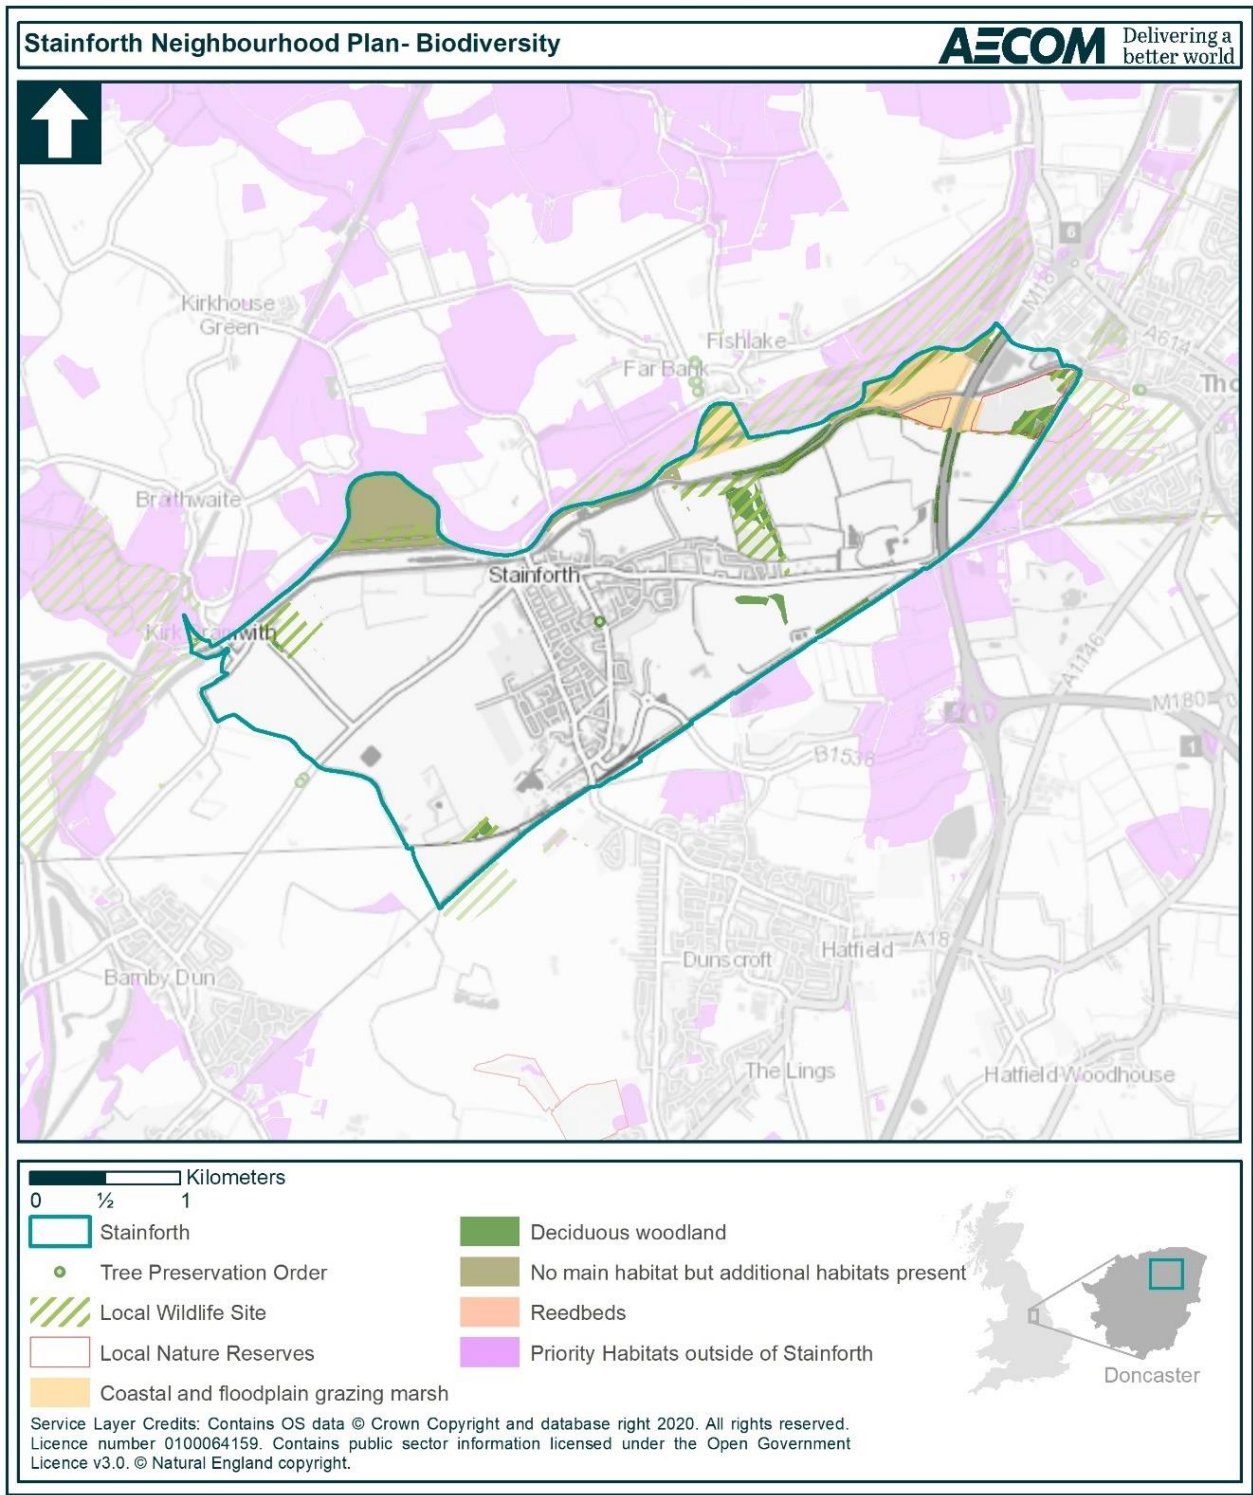 Stainforth Neighbourhood Plan- Biodiversity
AECOM
Delivering a
better world
6
M180
Kirkhouse
Green
A614
Fishlake
Far Bank
Tho
Braithwaite
Stainforth
Kirk Bramwith
A1146
M180
B1538
1
Dunscroft
Hatfield
A18
Barnby Dun
The Lings
Hatfield Woodhouse
Kilometers
0 ½ 1
Stainforth
Tree Preservation Order
Local Wildlife Site
Local Nature Reserves
Coastal and floodplain grazing marsh
Deciduous woodland
No main habitat but additional habitats present
Reedbeds
Priority Habitats outside of Stainforth
Doncaster
Service Layer Credits: Contains OS data © Crown Copyright and database right 2020. All rights reserved.
Licence number 0100064159. Contains public sector information licensed under the Open Government
Licence v3.0. © Natural England copyright.